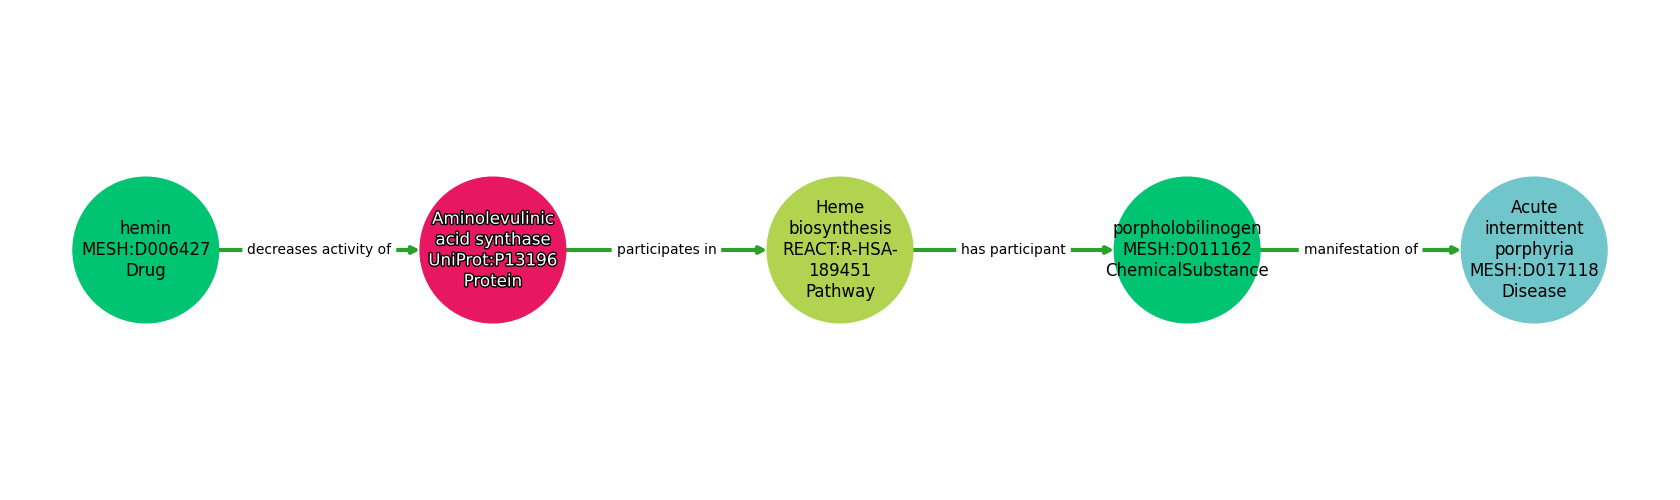 hemin
MESH:D006427
Drug
decreases activity of
Aminolevulinic
acid synthase
UniProt:P13196
Protein
participates in
Heme
biosynthesis
REACT:R-HSA-
189451
Pathway
has participant
porpholobilinogen
MESH:D011162
ChemicalSubstance
manifestation of
Acute
intermittent
porphyria
MESH:D017118
Disease